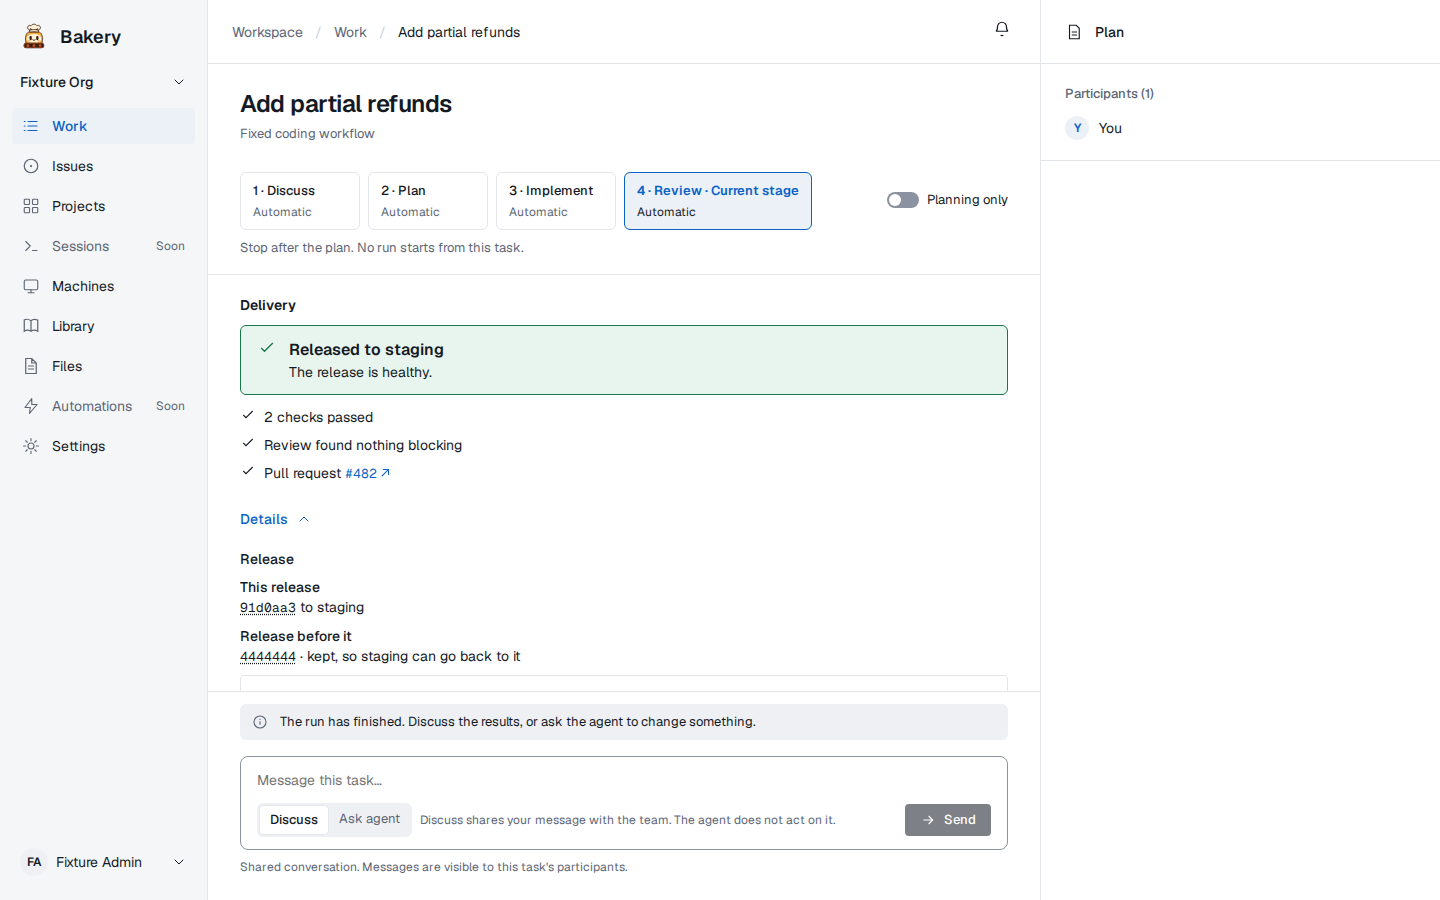 Bakery
Fixture Org
Work
Issues
Projects
Sessions Soon
Machines
Library
Files
Automations Soon
Settings
FA Fixture Admin
Workspace / Work / Add partial refunds
Add partial refunds
Fixed coding workflow
1 · Discuss
Automatic
2 · Plan
Automatic
3 · Implement
Automatic
4 · Review · Current stage
Automatic
Planning only
Stop after the plan. No run starts from this task.
Delivery
Released to staging
The release is healthy.
2 checks passed
Review found nothing blocking
Pull request #482
Details
Release
This release
91d0aa3 to staging
Release before it
4444444 · kept, so staging can go back to it
The run has finished. Discuss the results, or ask the agent to change something.
Message this task…
Discuss Ask agent Discuss shares your message with the team. The agent does not act on it. Send
Shared conversation. Messages are visible to this task's participants.
Plan
Participants (1)
Y You